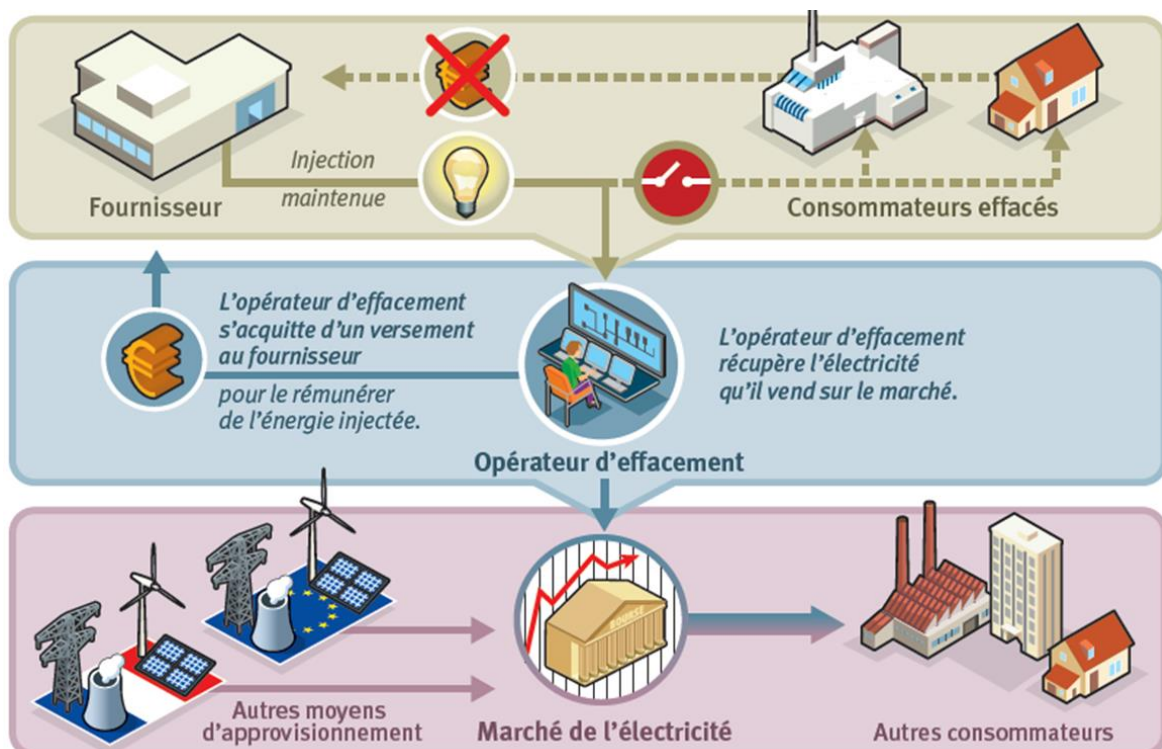 Injection
maintenue
Fournisseur
Consommateurs effacés
L'opérateur d'effacement
s'acquitte d'un versement
au fournisseur
pour le rémunérer
de l'énergie injectée.
L'opérateur d'effacement
récupère l'électricité
qu'il vend sur le marché.
Opérateur d'effacement
BOURSE
Autres moyens
d'approvisionnement
Marché de l'électricité
Autres consommateurs